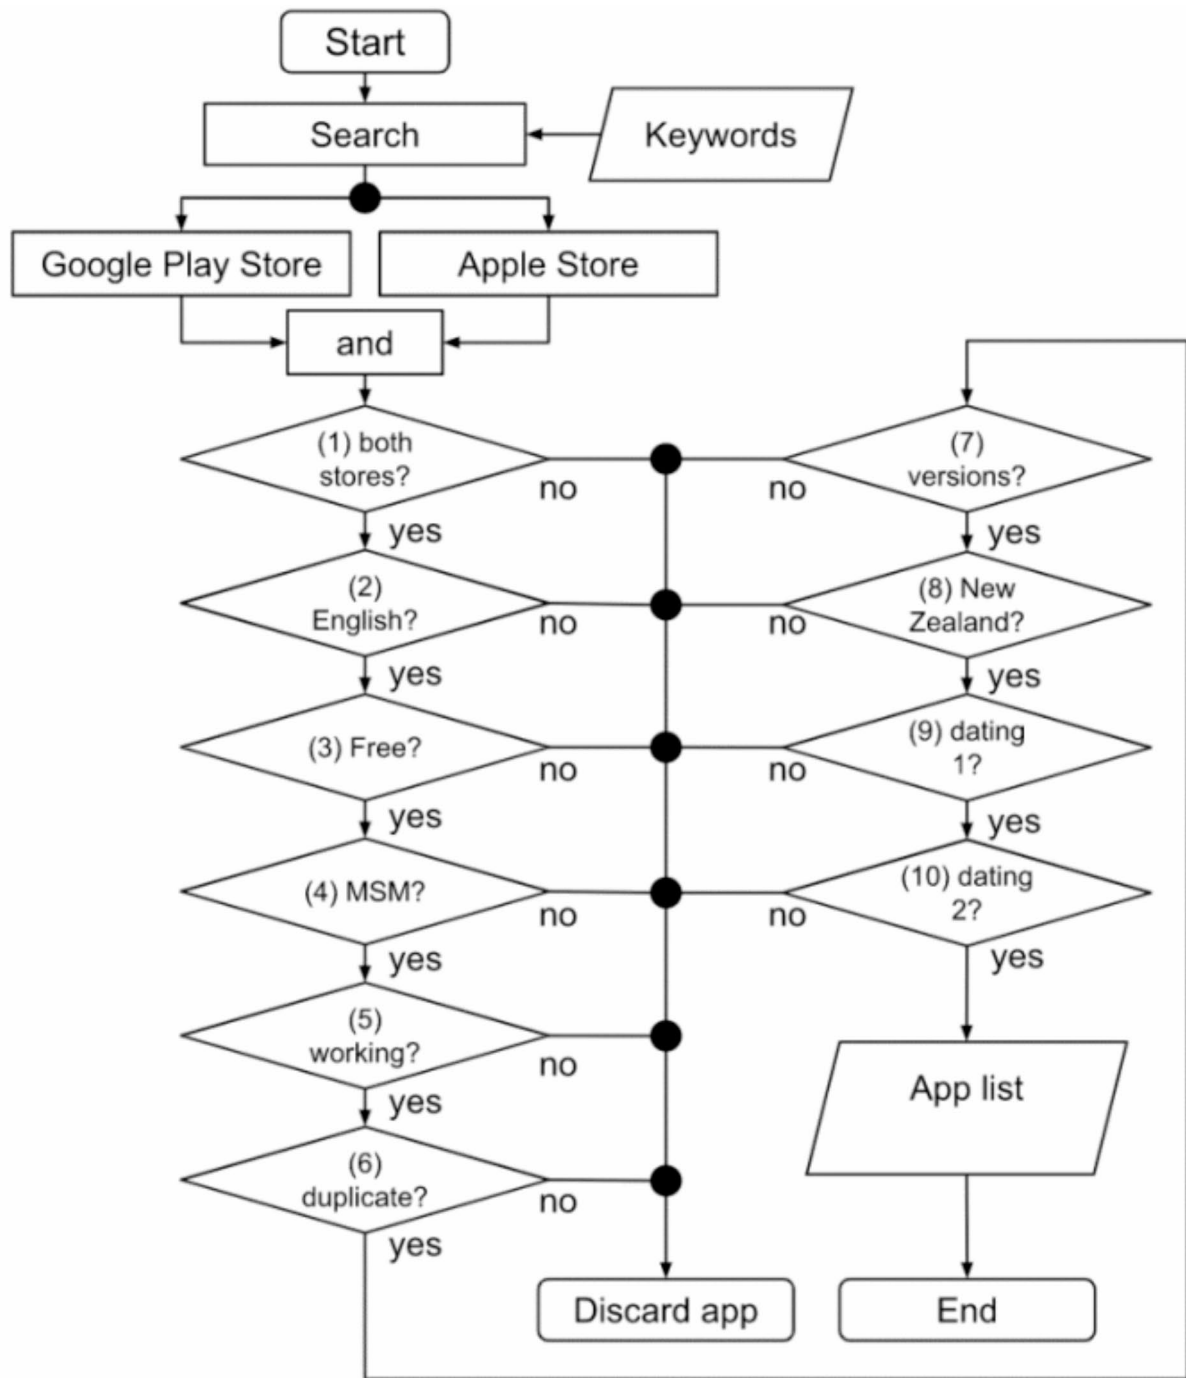 Start
Search
Keywords
Google Play Store
Apple Store
and
(1) both
stores?
no
yes
(2)
English?
no
yes
(3) Free?
no
yes
(4) MSM?
no
yes
(5)
working?
no
yes
(6)
duplicate?
no
yes
(7)
versions?
no
yes
(8) New
Zealand?
no
yes
(9) dating
1?
no
yes
(10) dating
2?
no
yes
App list
Discard app
End